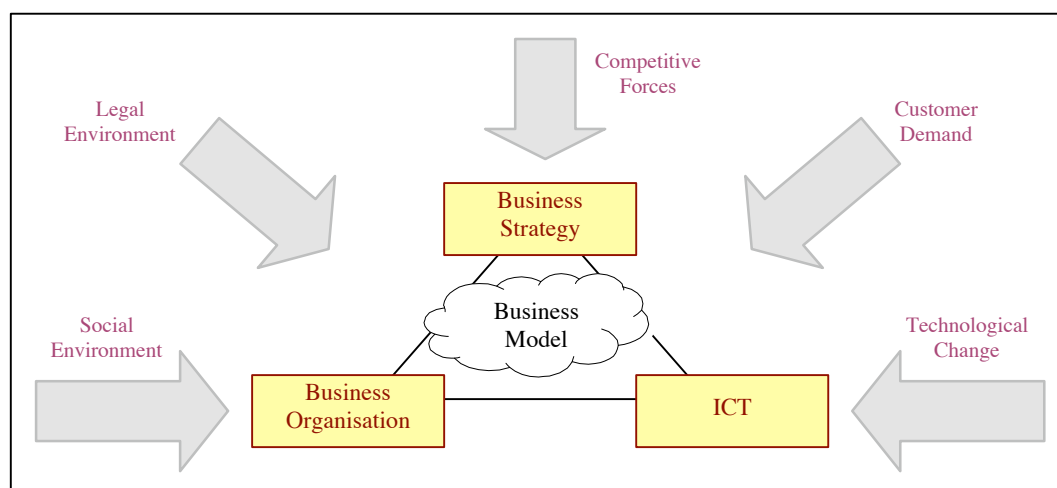 Competitive
Forces
Legal
Environment
Customer
Demand
Business
Strategy
Business
Model
Social
Environment
Technological
Change
Business
Organisation
ICT